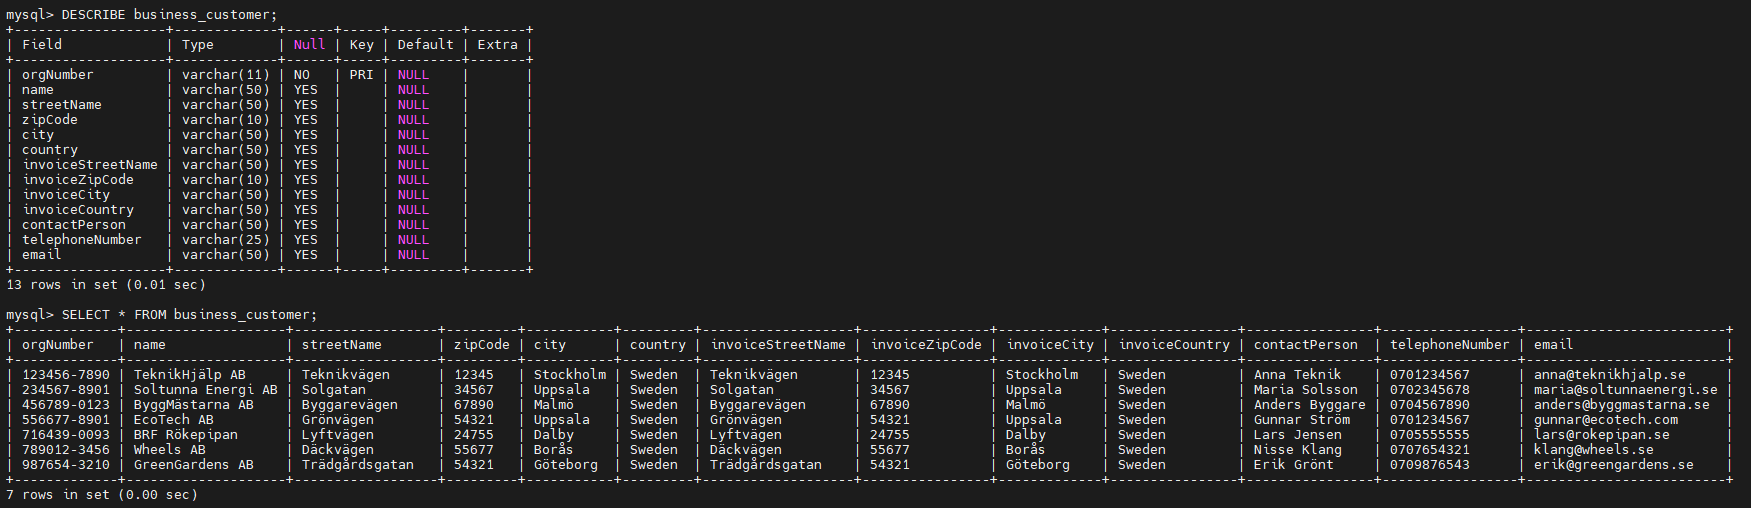 mysql> DESCRIBE business_customer;
+-------------------+-------------+------+-----+---------+-------+
| Field             | Type        | Null | Key | Default | Extra |
+-------------------+-------------+------+-----+---------+-------+
| orgNumber         | varchar(11) | NO   | PRI | NULL    |       |
| name              | varchar(50) | YES  |     | NULL    |       |
| streetName        | varchar(50) | YES  |     | NULL    |       |
| zipCode           | varchar(10) | YES  |     | NULL    |       |
| city              | varchar(50) | YES  |     | NULL    |       |
| country           | varchar(50) | YES  |     | NULL    |       |
| invoiceStreetName | varchar(50) | YES  |     | NULL    |       |
| invoiceZipCode    | varchar(10) | YES  |     | NULL    |       |
| invoiceCity       | varchar(50) | YES  |     | NULL    |       |
| invoiceCountry    | varchar(50) | YES  |     | NULL    |       |
| contactPerson     | varchar(50) | YES  |     | NULL    |       |
| telephoneNumber   | varchar(25) | YES  |     | NULL    |       |
| email             | varchar(50) | YES  |     | NULL    |       |
+-------------------+-------------+------+-----+---------+-------+
13 rows in set (0.01 sec)

mysql> SELECT * FROM business_customer;
+-------------+-------------------+------------------+---------+-----------+---------+-------------------+----------------+-------------+----------------+----------------+-----------------+-------------------------+
| orgNumber   | name              | streetName       | zipCode | city      | country | invoiceStreetName | invoiceZipCode | invoiceCity | invoiceCountry | contactPerson  | telephoneNumber | email                   |
+-------------+-------------------+------------------+---------+-----------+---------+-------------------+----------------+-------------+----------------+----------------+-----------------+-------------------------+
| 123456-7890 | TeknikHjälp AB    | Teknikvägen      | 12345   | Stockholm | Sweden  | Teknikvägen       | 12345          | Stockholm   | Sweden         | Anna Teknik    | 0701234567      | anna@teknikhjalp.se     |
| 234567-8901 | Soltunna Energi AB | Solgatan         | 34567   | Uppsala   | Sweden  | Solgatan          | 34567          | Uppsala     | Sweden         | Maria Solsson  | 0702345678      | maria@soltunnaenergi.se |
| 456789-0123 | ByggMästarna AB   | Byggarevägen     | 67890   | Malmö     | Sweden  | Byggarevägen      | 67890          | Malmö       | Sweden         | Anders Byggare | 0704567890      | anders@byggmastarna.se  |
| 556677-8901 | EcoTech AB        | Grönvägen        | 54321   | Uppsala   | Sweden  | Grönvägen         | 54321          | Uppsala     | Sweden         | Gunnar Ström   | 0701234567      | gunnar@ecotech.com      |
| 716439-0093 | BRF Rökepipan     | Lyftvägen        | 24755   | Dalby     | Sweden  | Lyftvägen         | 24755          | Dalby       | Sweden         | Lars Jensen    | 0705555555      | lars@rokepipan.se       |
| 789012-3456 | Wheels AB         | Däckvägen        | 55677   | Borås     | Sweden  | Däckvägen         | 55677          | Borås       | Sweden         | Nisse Klang    | 0707654321      | klang@wheels.se         |
| 987654-3210 | GreenGardens AB   | Trädgårdsgatan   | 54321   | Göteborg  | Sweden  | Trädgårdsgatan    | 54321          | Göteborg    | Sweden         | Erik Grönt     | 0709876543      | erik@greengardens.se    |
+-------------+-------------------+------------------+---------+-----------+---------+-------------------+----------------+-------------+----------------+----------------+-----------------+-------------------------+
7 rows in set (0.00 sec)